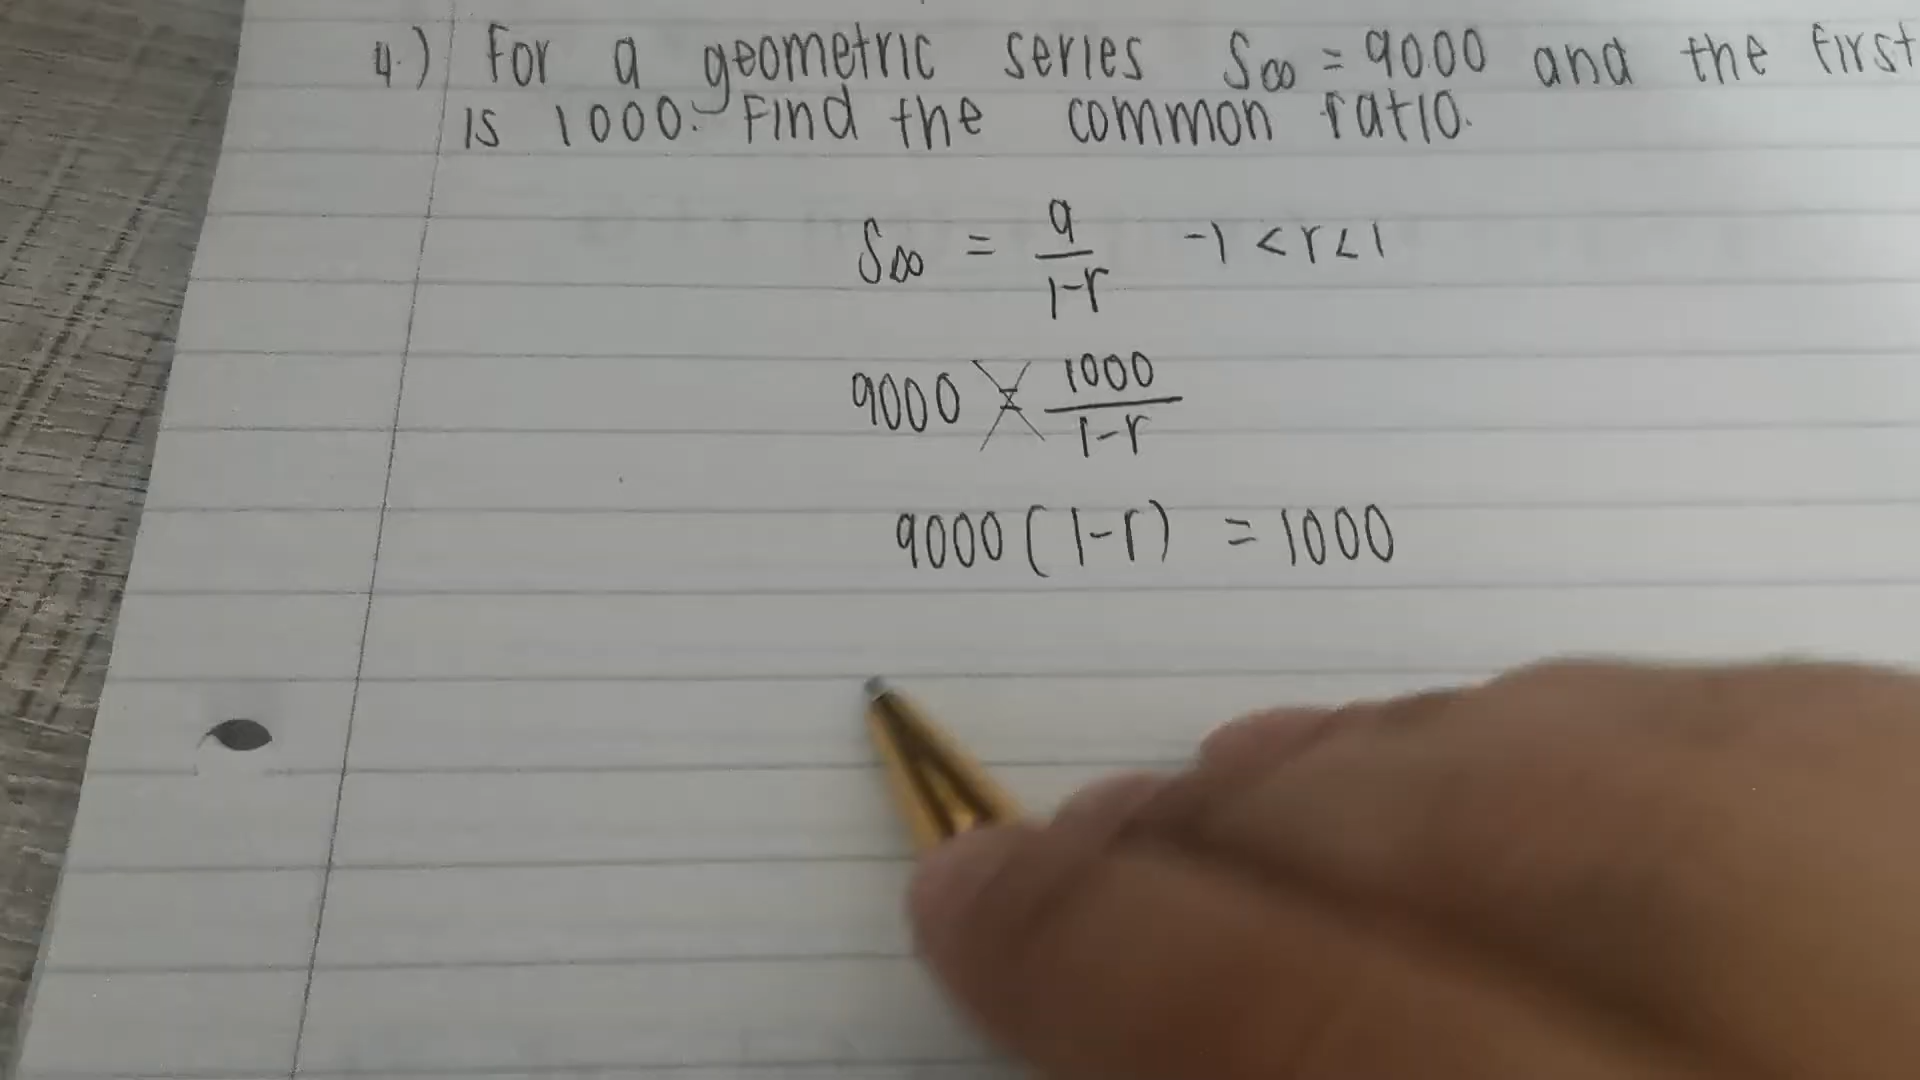 4.) For a geometric series S∞ = 9000 and the first
is 1000. Find the common ratio.
S∞ = a/1-r -1 < r < 1
9000 = 1000/1-r
9000 (1-r) = 1000